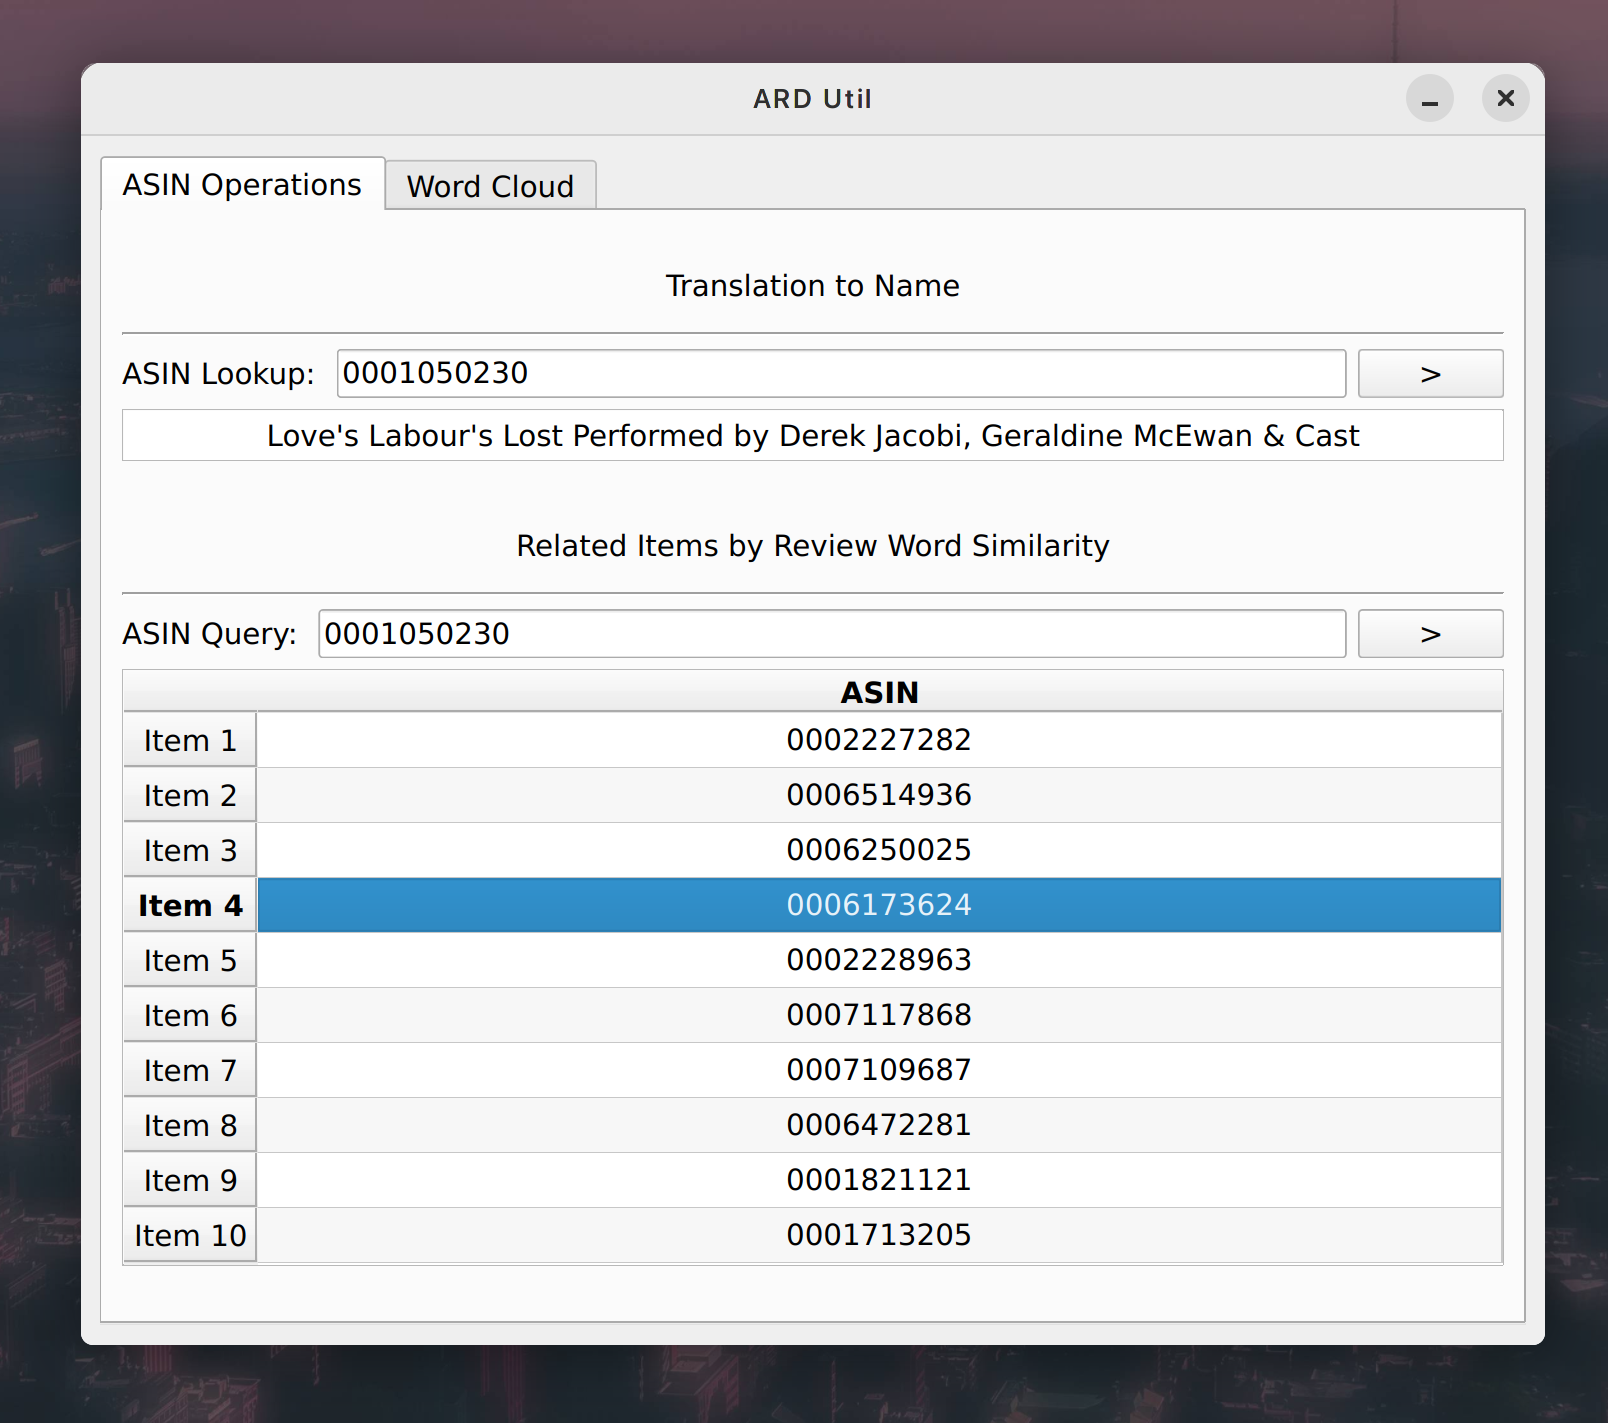 ARD Util
ASIN Operations
Word Cloud
Translation to Name
ASIN Lookup: 0001050230 >
Love's Labour's Lost Performed by Derek Jacobi, Geraldine McEwan & Cast
Related Items by Review Word Similarity
ASIN Query: 0001050230 >
ASIN
Item 1 0002227282
Item 2 0006514936
Item 3 0006250025
Item 4 0006173624
Item 5 0002228963
Item 6 0007117868
Item 7 0007109687
Item 8 0006472281
Item 9 0001821121
Item 10 0001713205